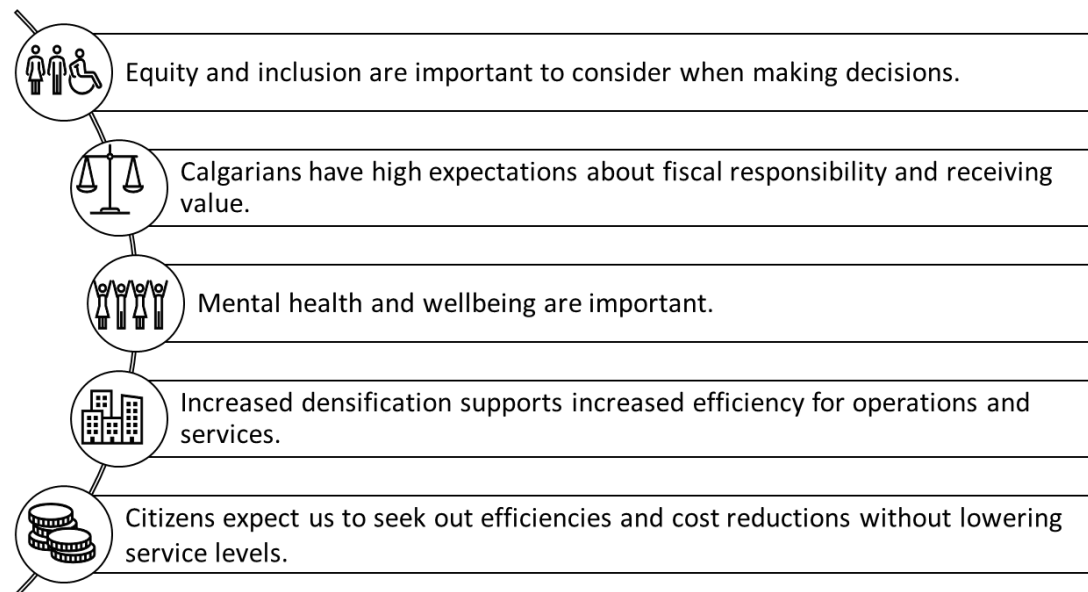 Equity and inclusion are important to consider when making decisions.
Calgarians have high expectations about fiscal responsibility and receiving
value.
Mental health and wellbeing are important.
Increased densification supports increased efficiency for operations and
services.
Citizens expect us to seek out efficiencies and cost reductions without lowering
service levels.